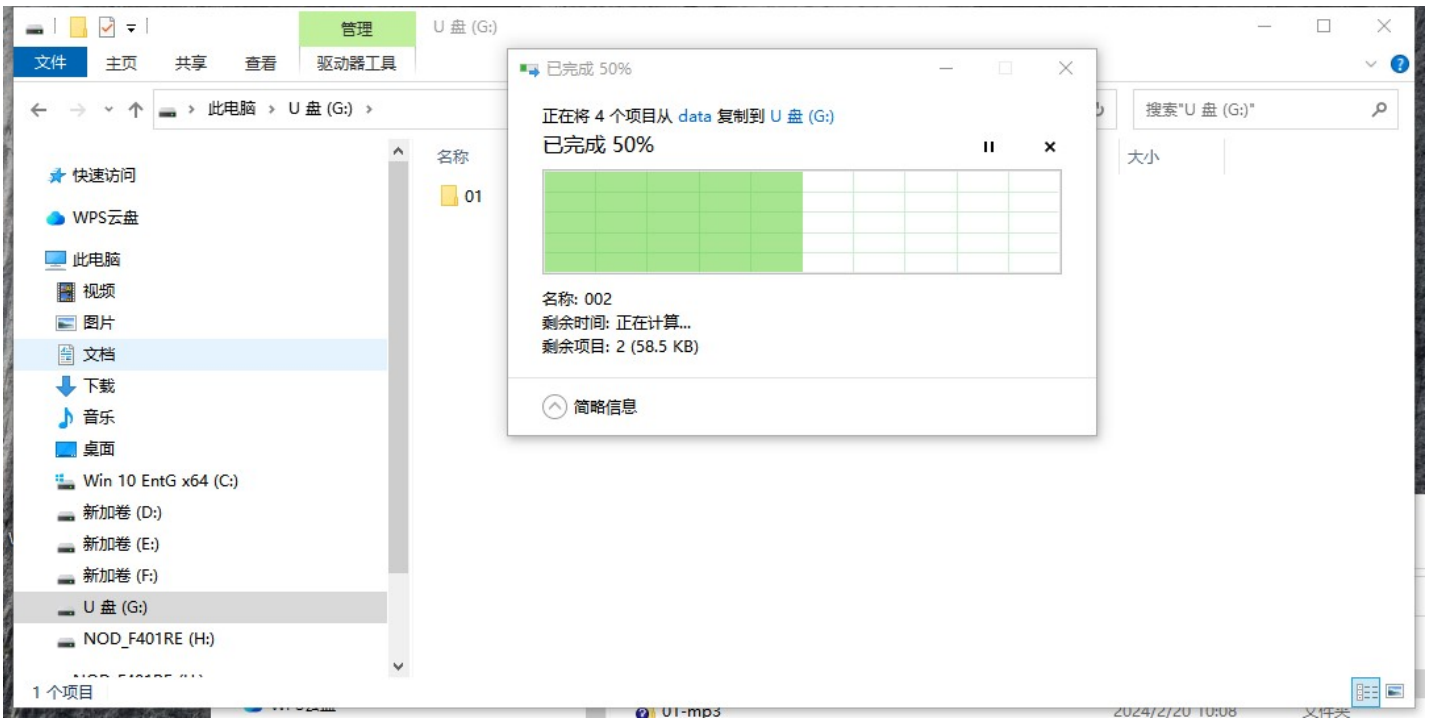 管理
U 盘 (G:)
文件
主页
共享
查看
驱动器工具
此电脑
U 盘 (G:)
搜索"U 盘 (G:)"
名称
大小
01
快速访问
WPS云盘
此电脑
视频
图片
文档
下载
音乐
桌面
Win 10 EntG x64 (C:)
新加卷 (D:)
新加卷 (E:)
新加卷 (F:)
U 盘 (G:)
NOD_F401RE (H:)
1 个项目
已完成 50%
正在将 4 个项目从 data 复制到 U 盘 (G:)
已完成 50%
名称: 002
剩余时间: 正在计算...
剩余项目: 2 (58.5 KB)
简略信息
01-mp3
2024/2/20 10:08
文件夹